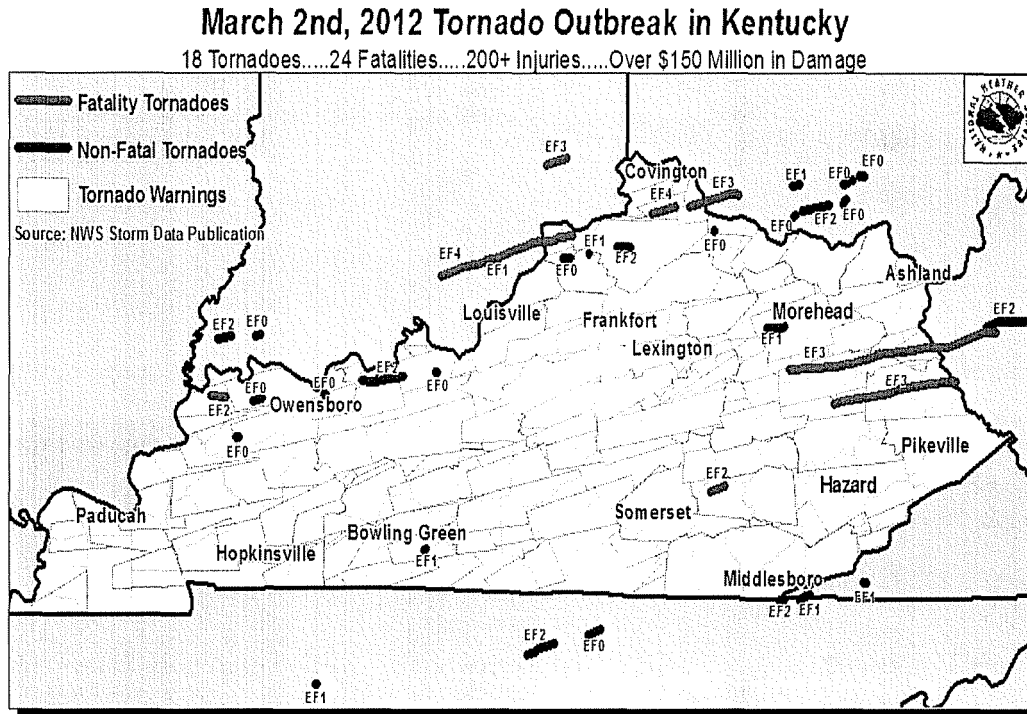 March 2nd, 2012 Tornado Outbreak in Kentucky
18 Tornadoes.....24 Fatalities.....200+ Injuries.....Over $150 Million in Damage
Fatality Tornadoes
Non-Fatal Tornadoes
Tornado Warnings
Source: NWS Storm Data Publication
NATIONAL WEATHER SERVICE
EF3
Covington
EF4
EF3
EF1
EF0
EF0
EF2
EF0
EF4
EF1
EF0
EF1
EF2
EF0
Ashland
Louisville
Frankfort
Morehead
EF1
Lexington
EF2
EF2
EF0
EF3
EF3
EF2
EF0
EF0
EF2
EF0
Owensboro
EF0
Pikeville
EF2
Hazard
Somerset
Paducah
Hopkinsville
Bowling Green
EF1
Middlesboro
EF2
EF1
EF1
EF2
EF0
EF1